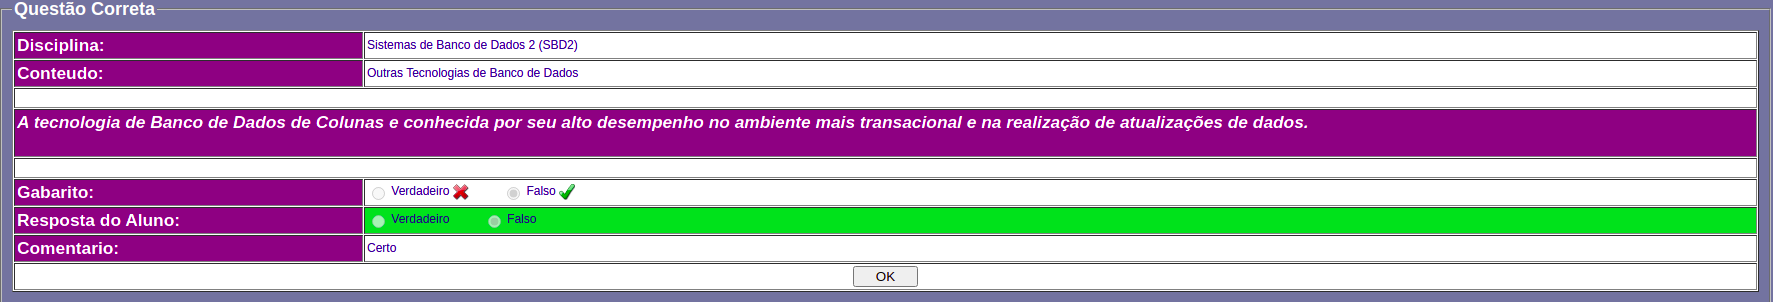 Questão Correta
Disciplina: Sistemas de Banco de Dados 2 (SBD2)
Conteudo: Outras Tecnologias de Banco de Dados
A tecnologia de Banco de Dados de Colunas e conhecida por seu alto desempenho no ambiente mais transacional e na realização de atualizações de dados.
Gabarito: Verdadeiro Falso
Resposta do Aluno: Verdadeiro Falso
Comentario: Certo
OK